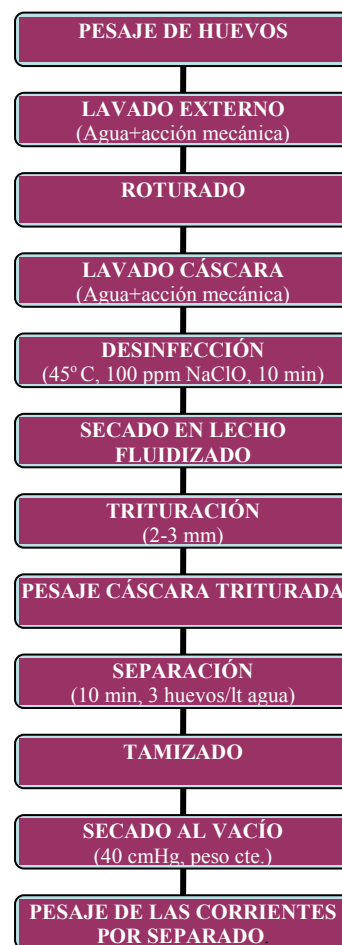 PESAJE DE HUEVOS
LAVADO EXTERNO
(Agua+acción mecánica)
ROTURADO
LAVADO CÁSCARA
(Agua+acción mecánica)
DESINFECCIÓN
(45º C, 100 ppm NaClO, 10 min)
SECADO EN LECHO
FLUIDIZADO
TRITURACIÓN
(2-3 mm)
PESAJE CÁSCARA TRITURADA
SEPARACIÓN
(10 min, 3 huevos/lt agua)
TAMIZADO
SECADO AL VACÍO
(40 cmHg, peso cte.)
PESAJE DE LAS CORRIENTES
POR SEPARADO.